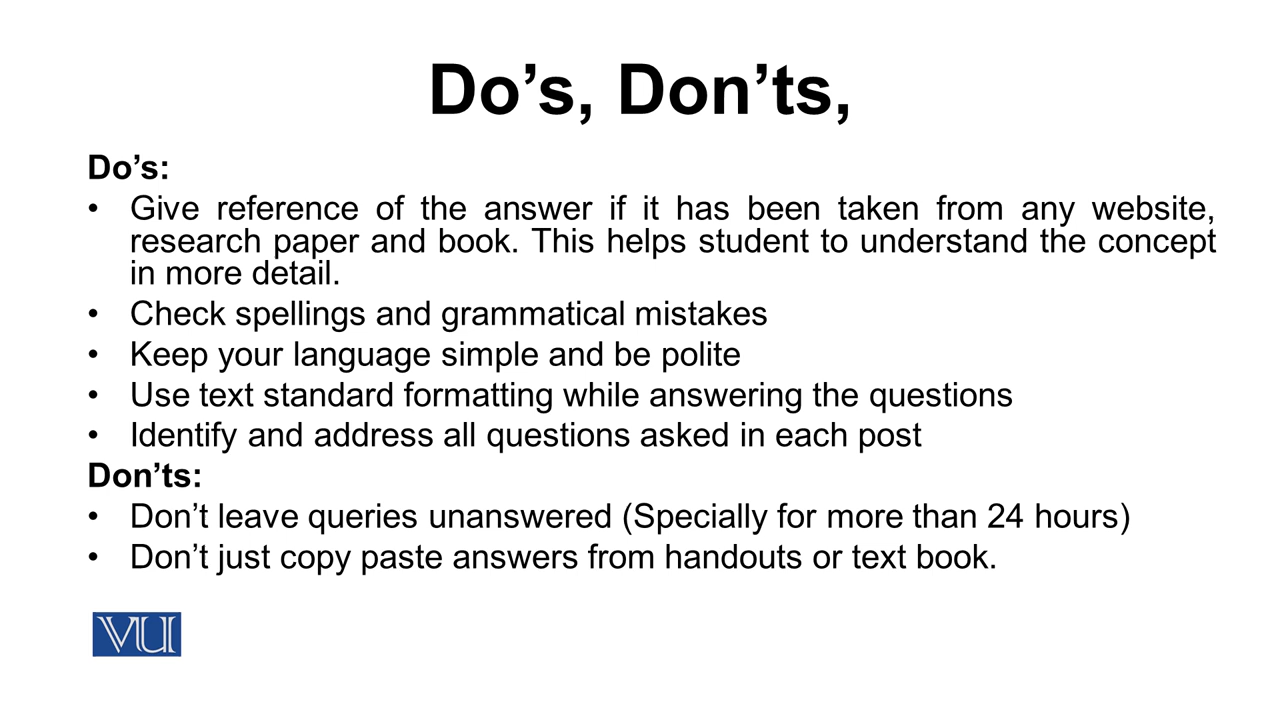 Do’s, Don’ts,
Do’s:
• Give reference of the answer if it has been taken from any website,
research paper and book. This helps student to understand the concept
in more detail.
• Check spellings and grammatical mistakes
• Keep your language simple and be polite
• Use text standard formatting while answering the questions
• Identify and address all questions asked in each post
Don’ts:
• Don’t leave queries unanswered (Specially for more than 24 hours)
• Don’t just copy paste answers from handouts or text book.
VU